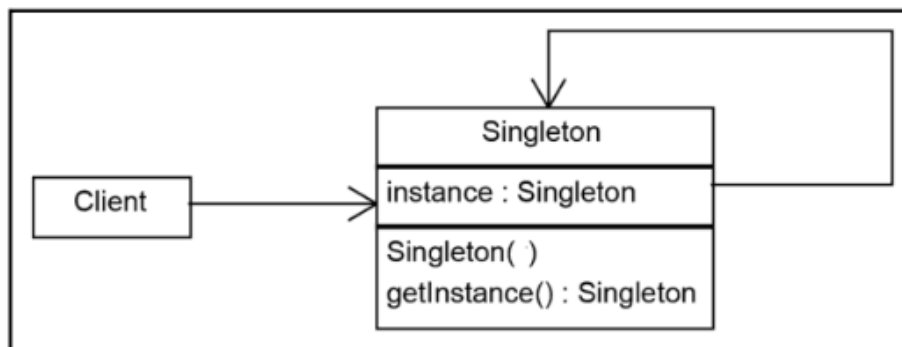 Singleton
Client
instance : Singleton
Singleton( )
getInstance() : Singleton